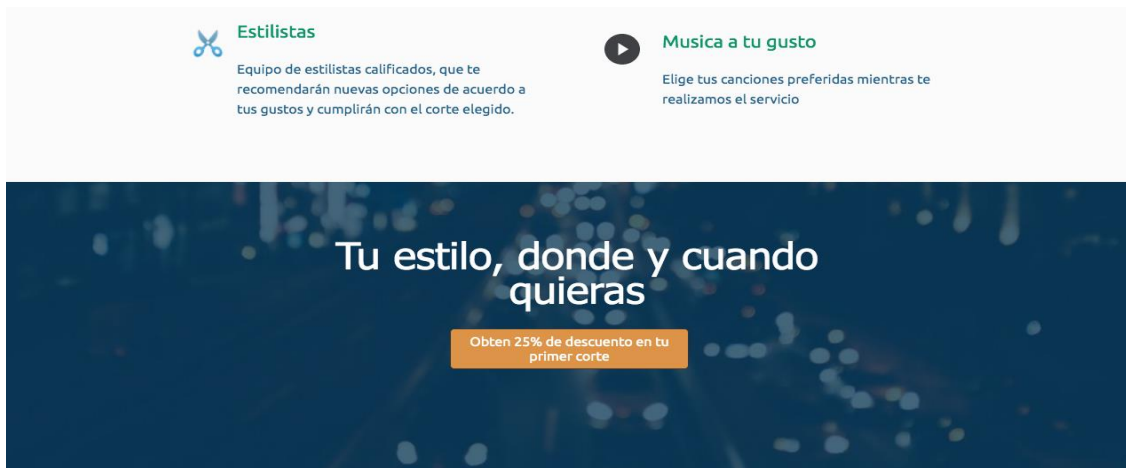 Estilistas
Equipo de estilistas calificados, que te
recomendarán nuevas opciones de acuerdo a
tus gustos y cumplirán con el corte elegido.
Musica a tu gusto
Elige tus canciones preferidas mientras te
realizamos el servicio
Tu estilo, donde y cuando
quieras
Obten 25% de descuento en tu
primer corte